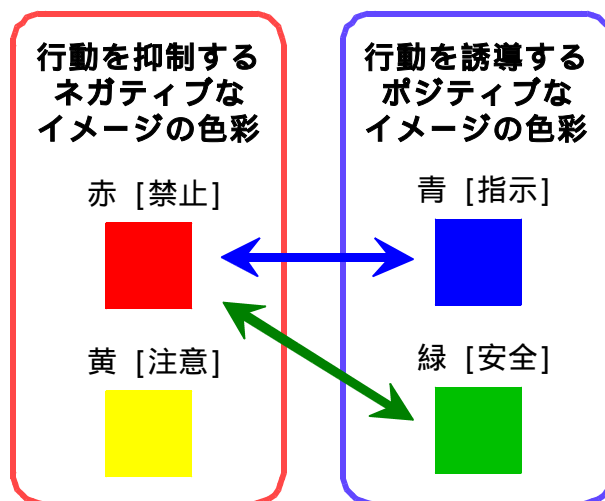 行動を抑制する
ネガティブな
イメージの色彩
赤 [禁止]
黄 [注意]
行動を誘導する
ポジティブな
イメージの色彩
青 [指示]
緑 [安全]